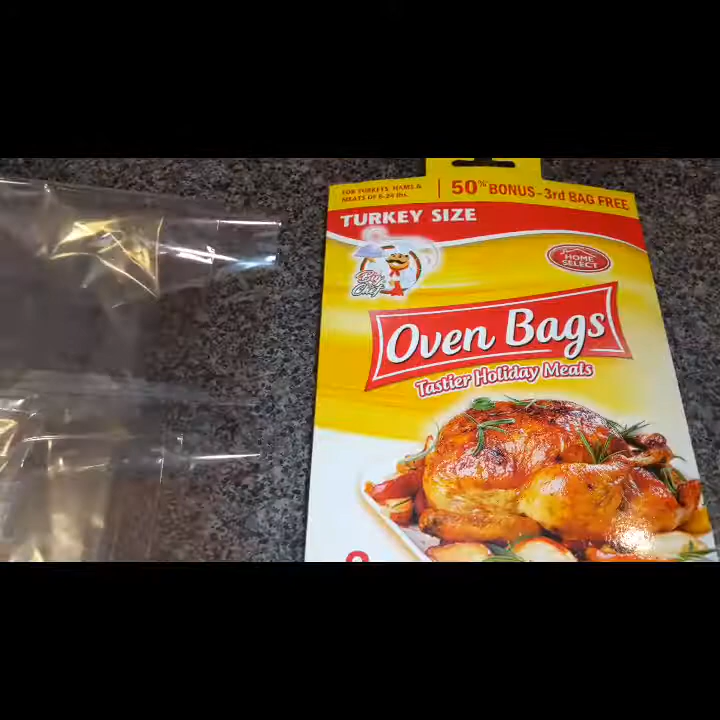 FOR TURKEYS, HAMS &
MEATS OF 8-24 lbs.
50% BONUS-3rd BAG FREE
TURKEY SIZE
Big
Chef
HOME
SELECT
Oven Bags
Tastier Holiday Meals